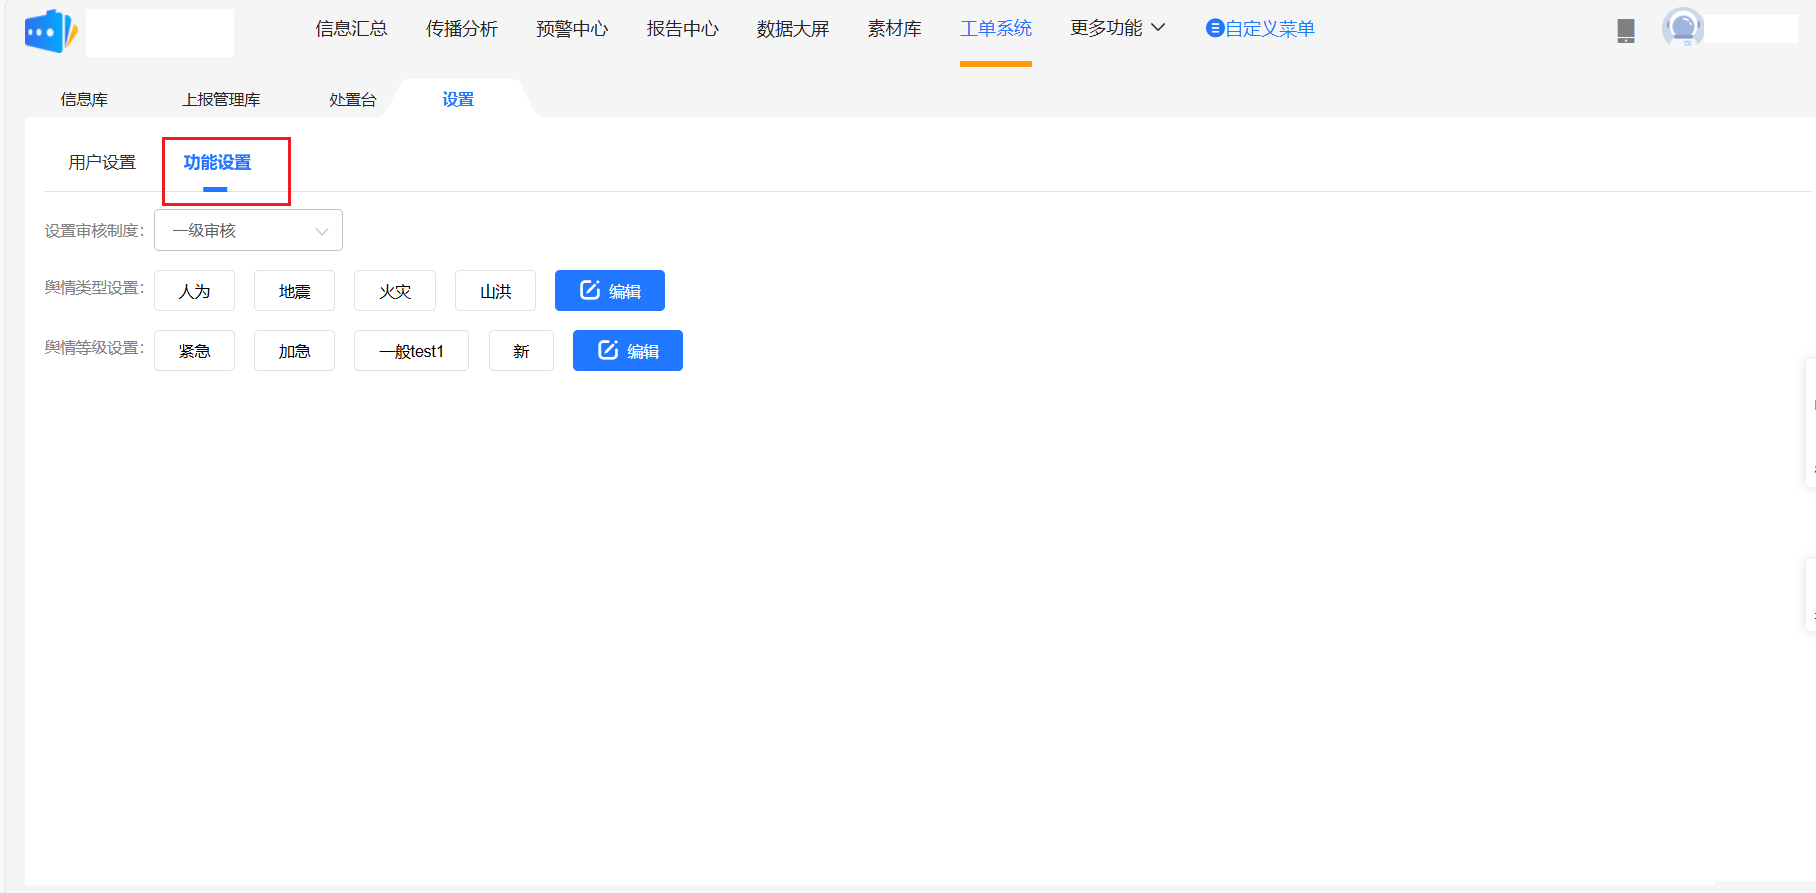 信息汇总 传播分析 预警中心 报告中心 数据大屏 素材库 工单系统 更多功能 自定义菜单
信息库 上报管理库 处置台 设置
用户设置 功能设置
设置审核制度： 一级审核
舆情类型设置： 人为 地震 火灾 山洪 编辑
舆情等级设置： 紧急 加急 一般test1 新 编辑